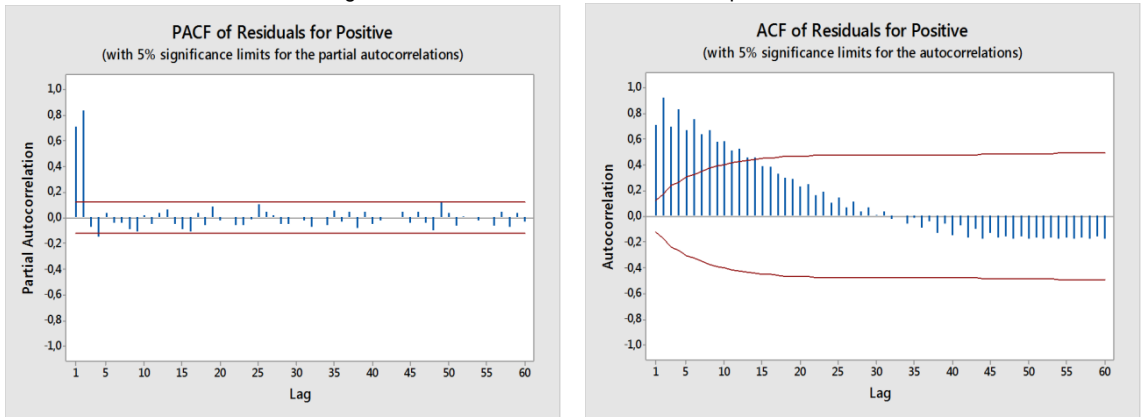 PACF of Residuals for Positive
(with 5% significance limits for the partial autocorrelations)
Partial Autocorrelation
1,0
0,8
0,6
0,4
0,2
0,0
-0,2
-0,4
-0,6
-0,8
-1,0
1 5 10 15 20 25 30 35 40 45 50 55 60
Lag
ACF of Residuals for Positive
(with 5% significance limits for the autocorrelations)
Autocorrelation
1,0
0,8
0,6
0,4
0,2
0,0
-0,2
-0,4
-0,6
-0,8
-1,0
1 5 10 15 20 25 30 35 40 45 50 55 60
Lag